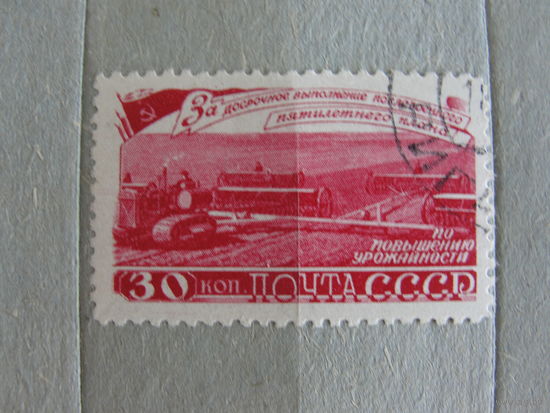 За досрочное выполнение послевоенного
пятилетнего плана
ПО
ПОВЫШЕНИЮ
УРОЖАЙНОСТИ
30 КОП. ПОЧТА СССР